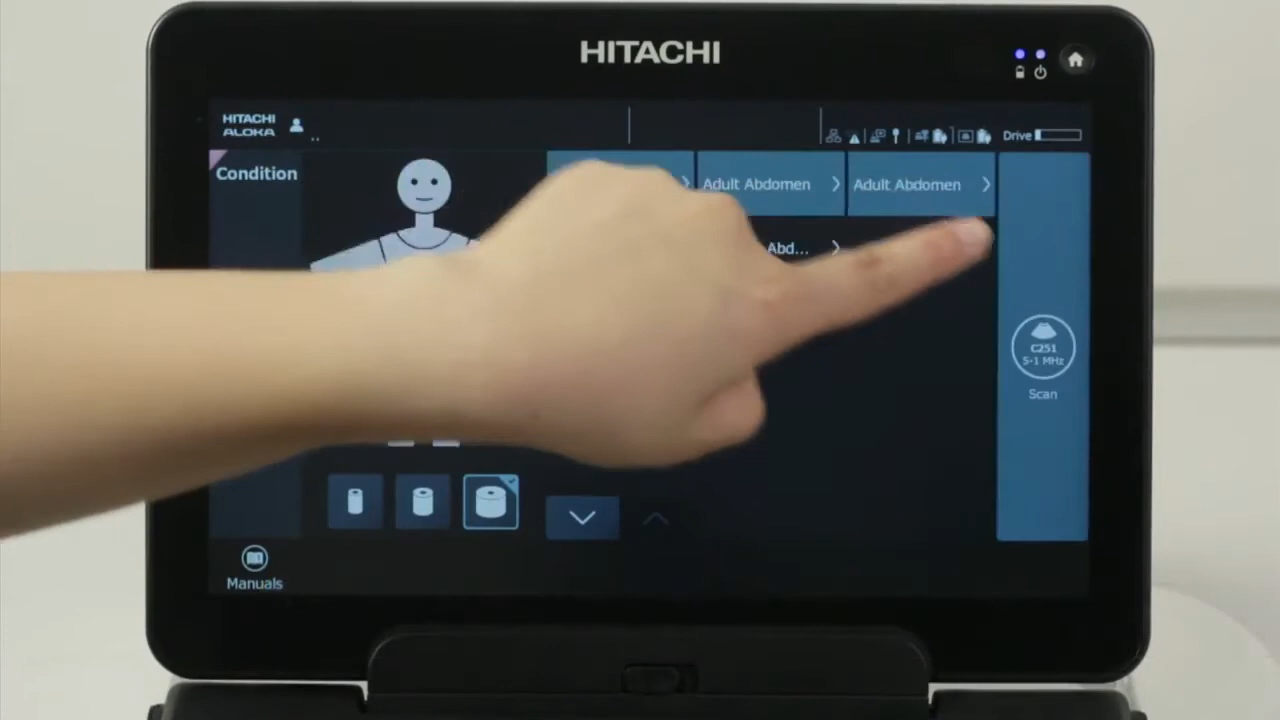 HITACHI
HITACHI
ALOKA
Drive
Condition
Adult Abdomen
Adult Abdomen
Abd...
C251
5-1 MHz
Scan
Manuals